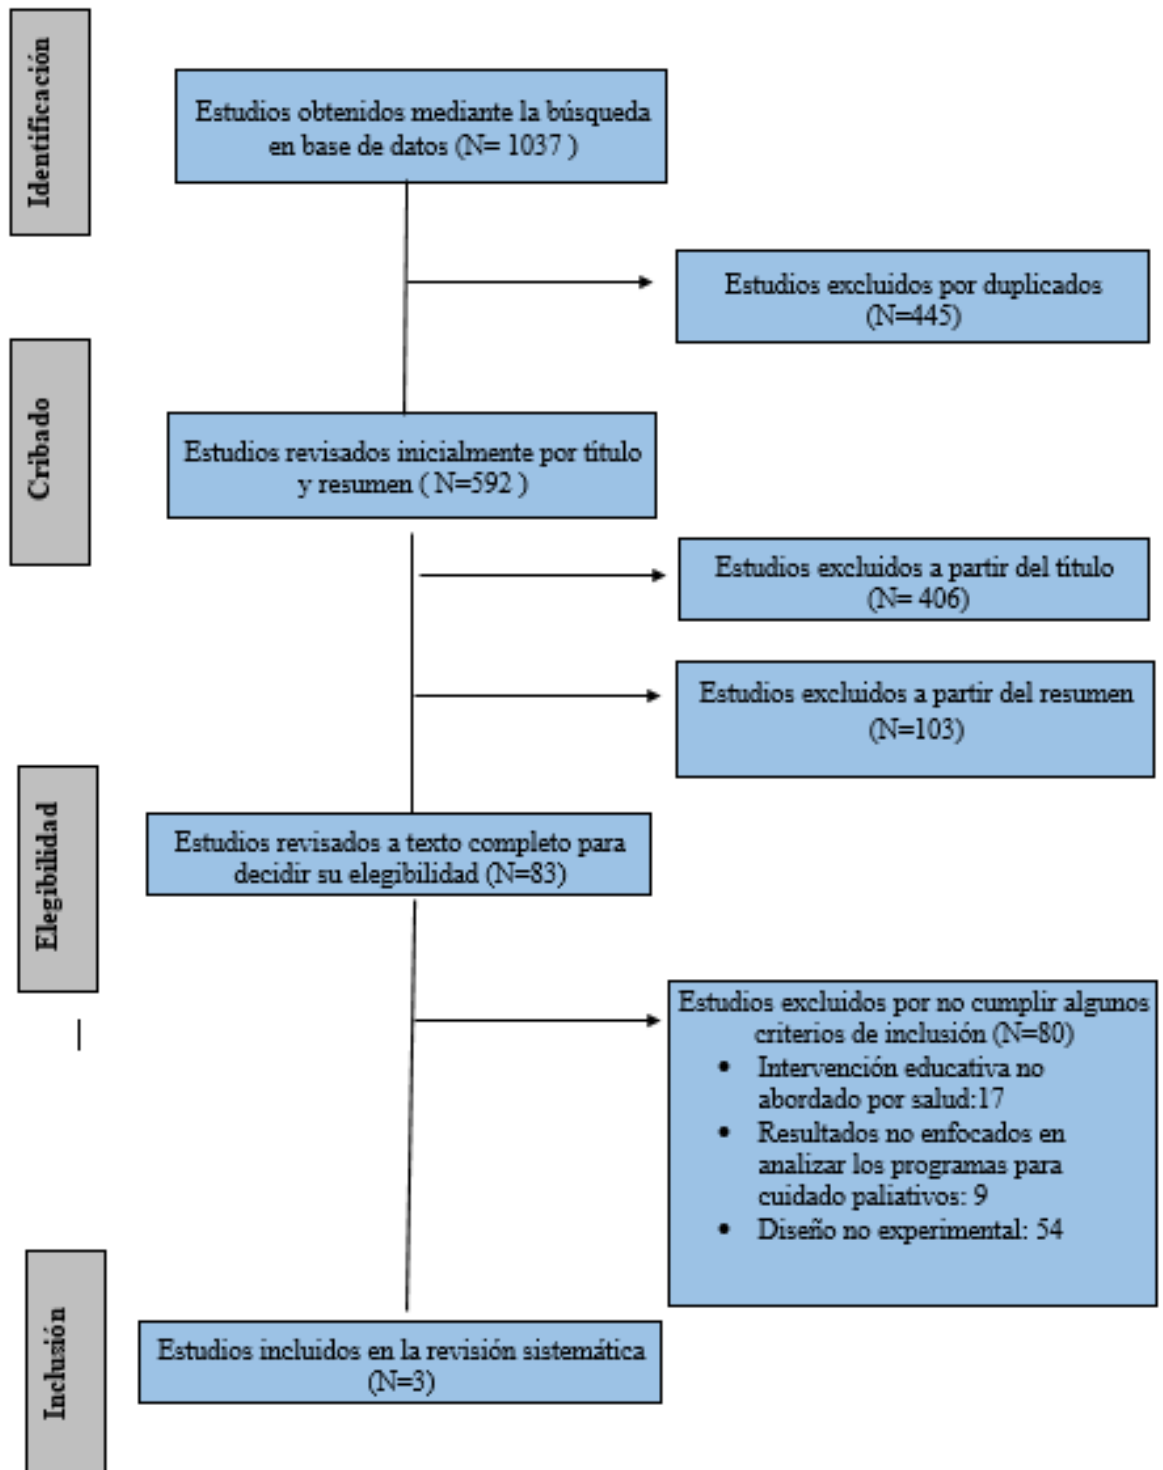 Identificación
Estudios obtenidos mediante la búsqueda
en base de datos (N= 1037 )
Estudios excluidos por duplicados
(N=445)
Cribado
Estudios revisados inicialmente por título
y resumen ( N=592 )
Estudios excluidos a partir del título
(N= 406)
Estudios excluidos a partir del resumen
(N=103)
Elegibilidad
Estudios revisados a texto completo para
decidir su elegibilidad (N=83)
Estudios excluidos por no cumplir algunos
criterios de inclusión (N=80)
• Intervención educativa no
abordado por salud:17
• Resultados no enfocados en
analizar los programas para
cuidado paliativos: 9
• Diseño no experimental: 54
Inclusión
Estudios incluidos en la revisión sistemática
(N=3)